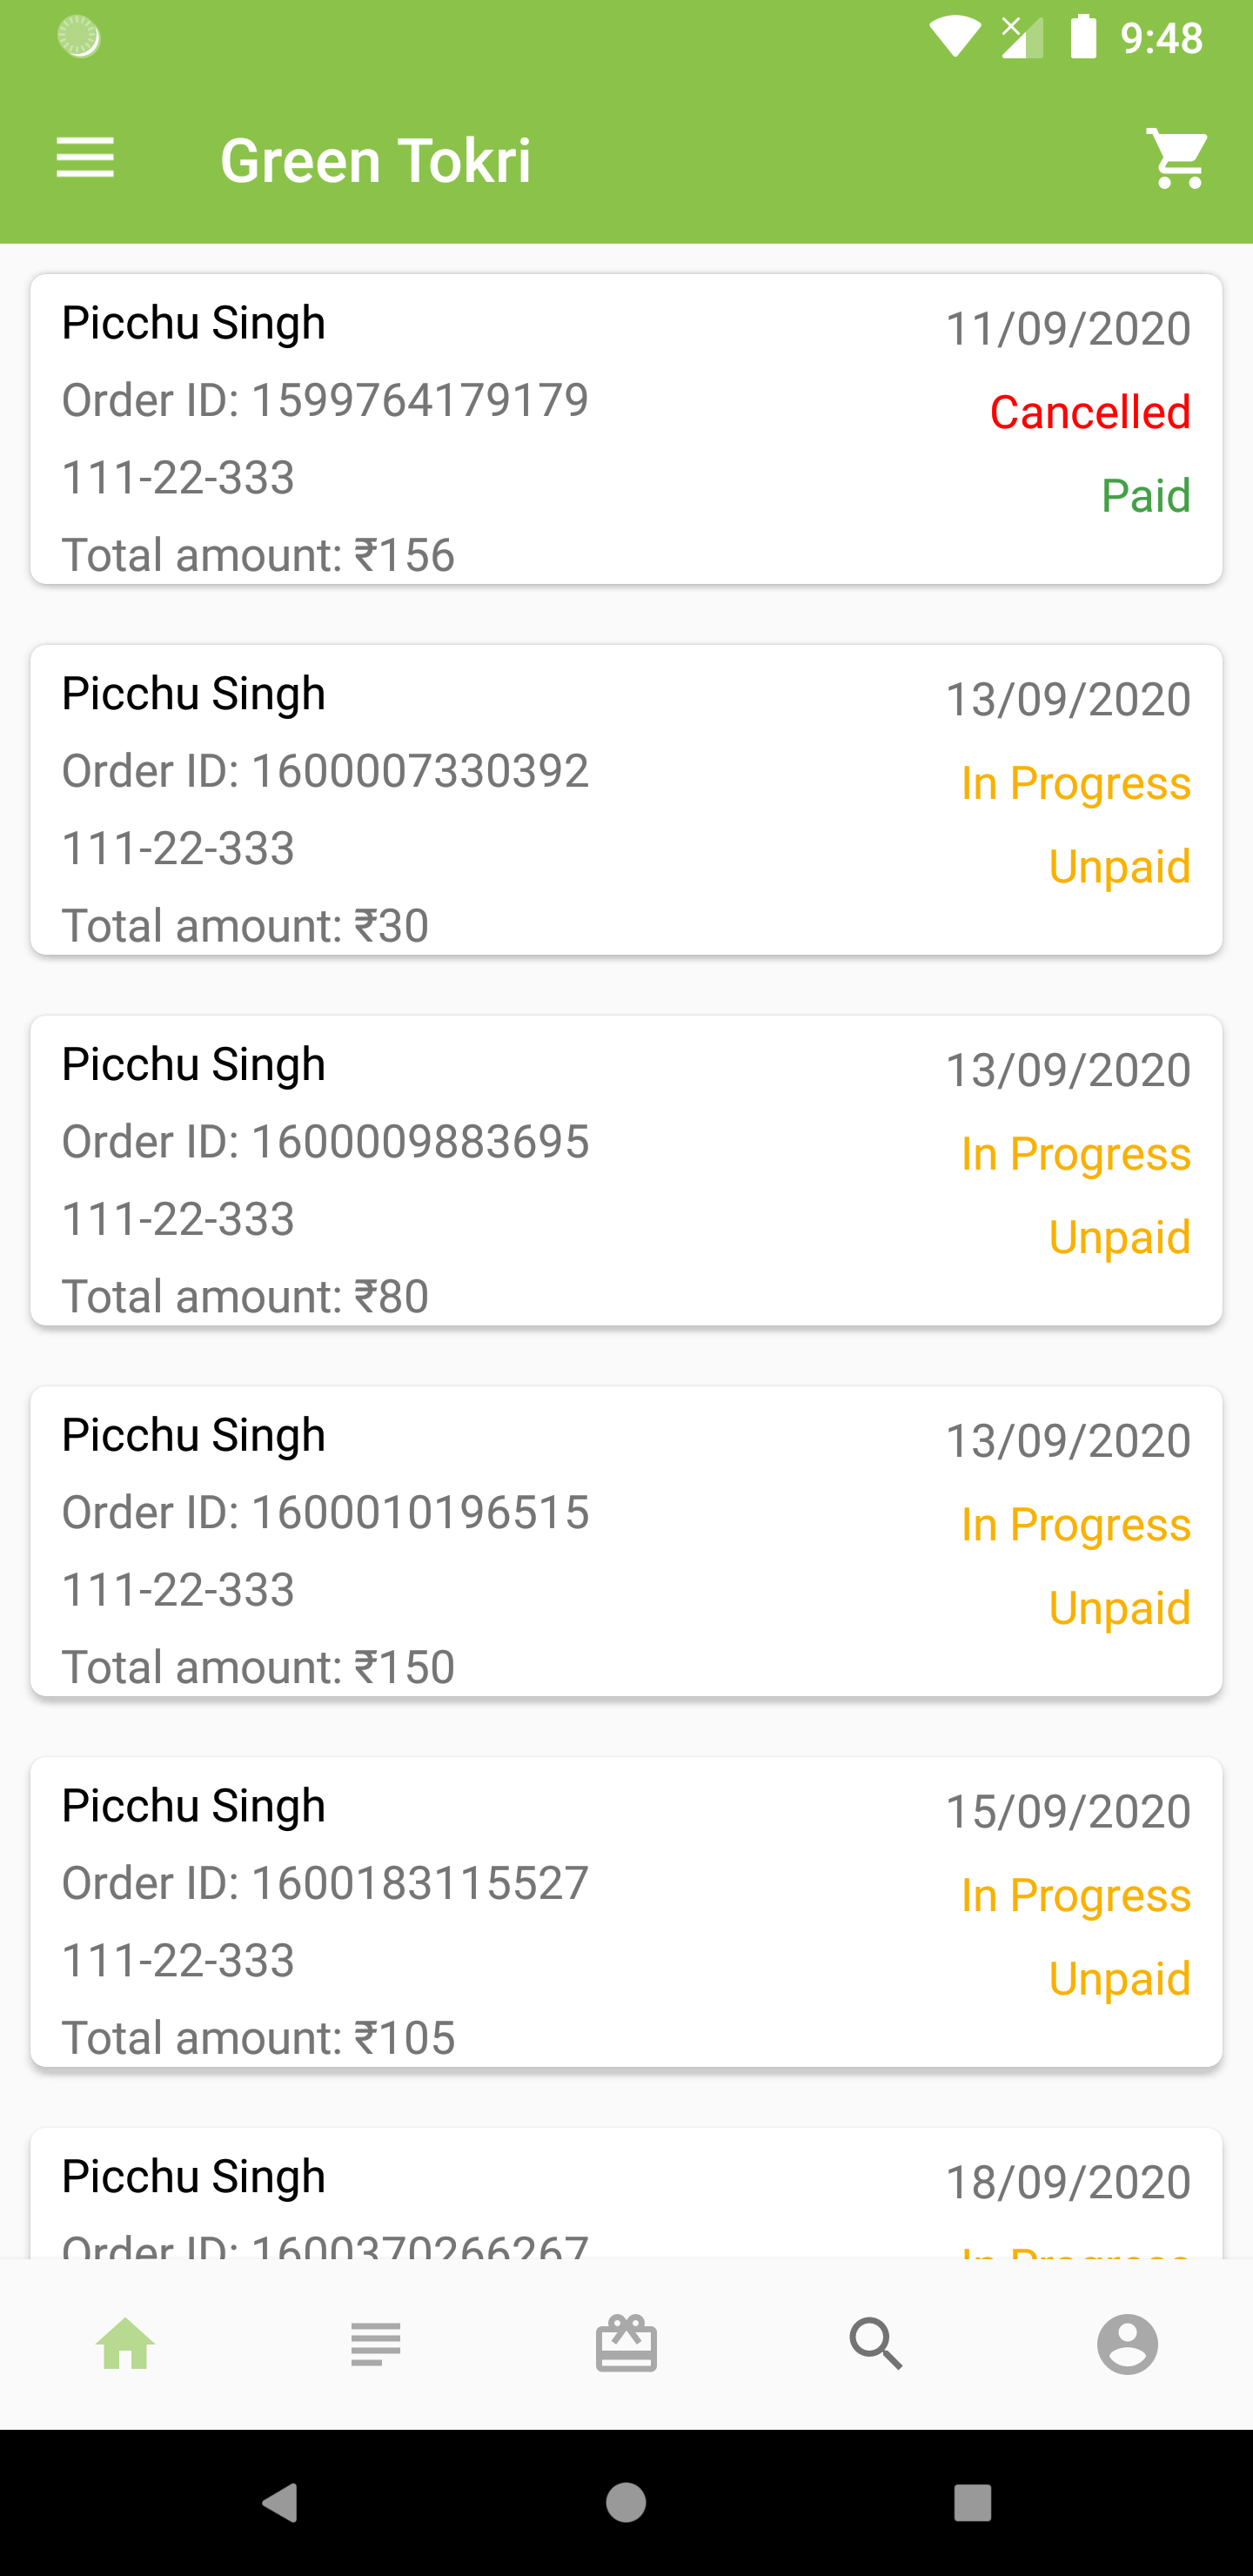 9:48
Green Tokri
Picchu Singh
11/09/2020
Order ID: 1599764179179
Cancelled
111-22-333
Paid
Total amount: ₹156
Picchu Singh
13/09/2020
Order ID: 1600007330392
In Progress
111-22-333
Unpaid
Total amount: ₹30
Picchu Singh
13/09/2020
Order ID: 1600009883695
In Progress
111-22-333
Unpaid
Total amount: ₹80
Picchu Singh
13/09/2020
Order ID: 1600010196515
In Progress
111-22-333
Unpaid
Total amount: ₹150
Picchu Singh
15/09/2020
Order ID: 1600183115527
In Progress
111-22-333
Unpaid
Total amount: ₹105
Picchu Singh
18/09/2020
Order ID: 1600370266267
In Progress